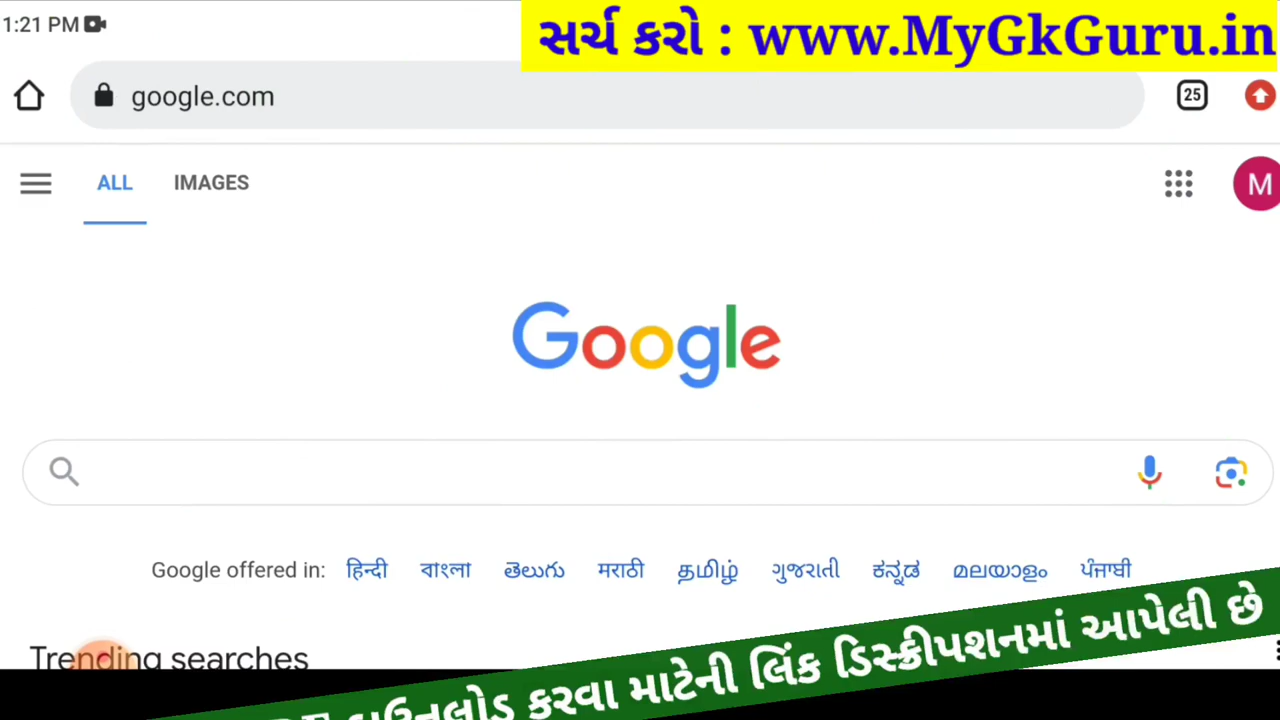 1:21 PM
સર્ચ કરો : www.MyGkGuru.in
google.com
25
ALL IMAGES
M
Google
Google offered in: हिन्दी বাংলা తెలుగు मराठी தமிழ் ગુજરાતી ಕನ್ನಡ മലയാളം ਪੰਜਾਬੀ
Trending searches
કરવા માટેની લિંક ડિસ્ક્રીપશનમાં આપેલી છે